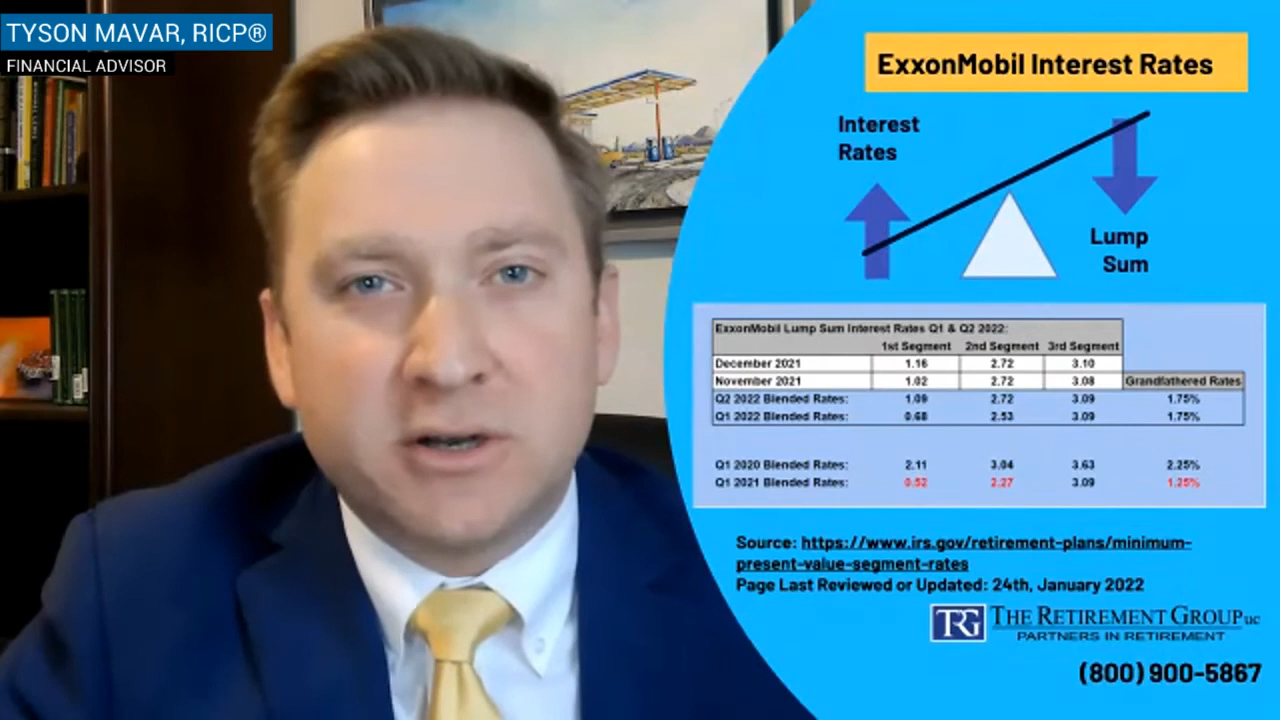 TYSON MAVAR, RICP®
FINANCIAL ADVISOR
ExxonMobil Interest Rates
Interest
Rates
Lump
Sum
ExxonMobil Lump Sum Interest Rates Q1 & Q2 2022:
1st Segment 2nd Segment 3rd Segment
December 2021 1.16 2.72 3.10
November 2021 1.02 2.72 3.08 Grandfathered Rates
Q2 2022 Blended Rates: 1.09 2.72 3.09 1.75%
Q1 2022 Blended Rates: 0.68 2.53 3.09 1.75%
Q1 2020 Blended Rates: 2.11 3.04 3.63 2.25%
Q1 2021 Blended Rates: 0.52 2.27 3.09 1.25%
Source: https://www.irs.gov/retirement-plans/minimum-
present-value-segment-rates
Page Last Reviewed or Updated: 24th, January 2022
TRG THE RETIREMENT GROUP LLC
PARTNERS IN RETIREMENT
(800) 900-5867